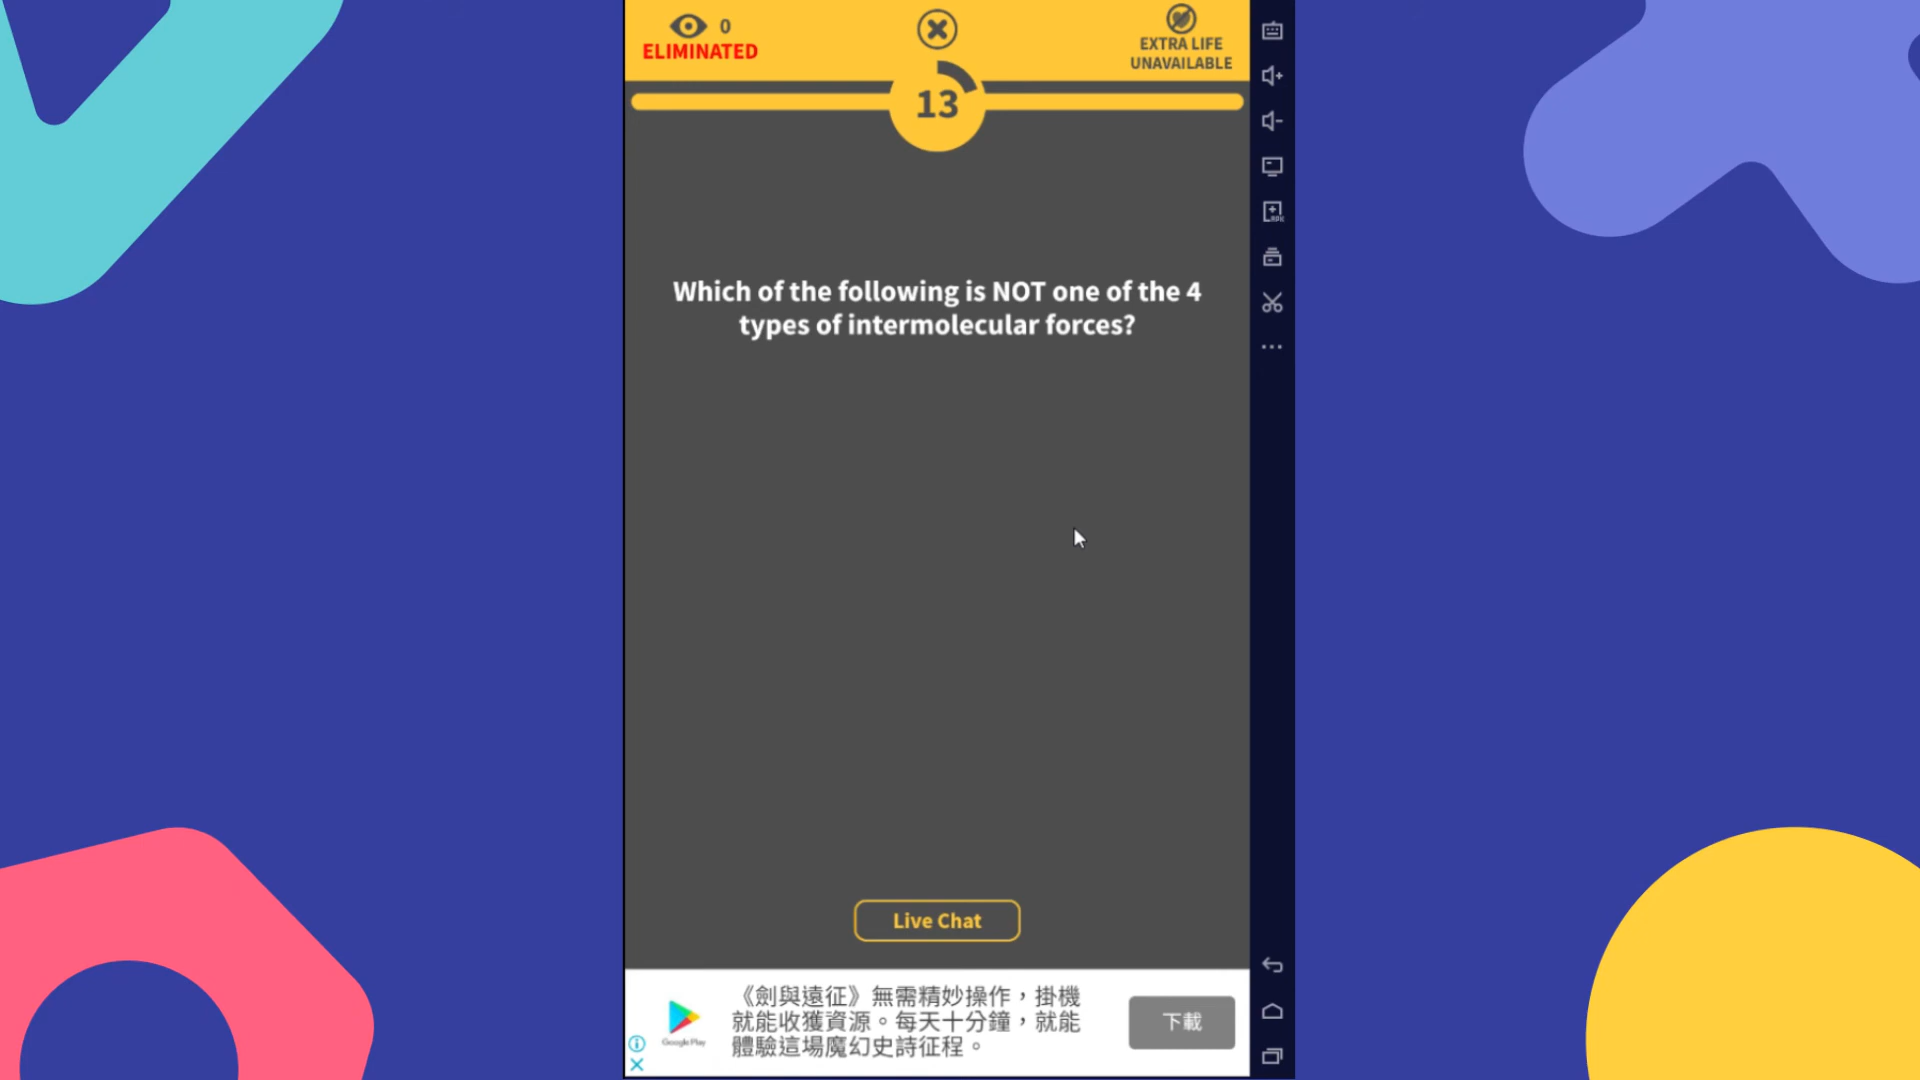 0
ELIMINATED
EXTRA LIFE
UNAVAILABLE
13
Which of the following is NOT one of the 4
types of intermolecular forces?
Live Chat
《劍與遠征》無需精妙操作，掛機
就能收獲資源。每天十分鐘，就能
體驗這場魔幻史詩征程。
Google Play
下載